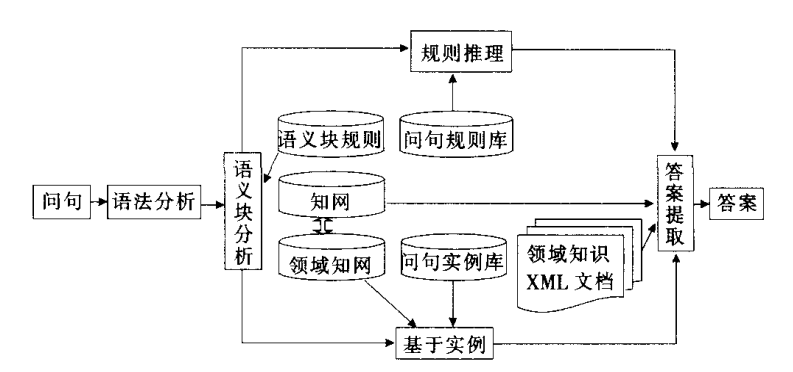 规则推理
语义块规则
问句规则库
问句
语法分析
语义块分析
知网
答案提取
答案
领域知网
问句实例库
领域知识
XML 文档
基于实例